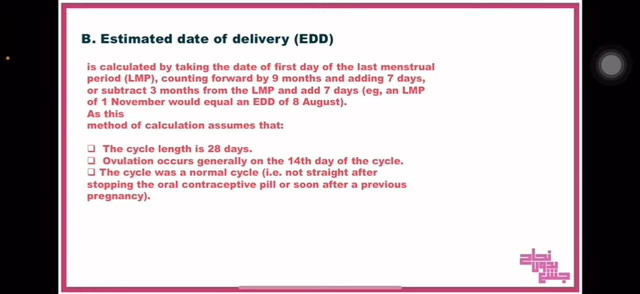 B. Estimated date of delivery (EDD)
is calculated by taking the date of first day of the last menstrual
period (LMP), counting forward by 9 months and adding 7 days,
or subtract 3 months from the LMP and add 7 days (eg, an LMP
of 1 November would equal an EDD of 8 August).
As this
method of calculation assumes that:
❑ The cycle length is 28 days.
❑ Ovulation occurs generally on the 14th day of the cycle.
❑ The cycle was a normal cycle (i.e. not straight after
stopping the oral contraceptive pill or soon after a previous
pregnancy).